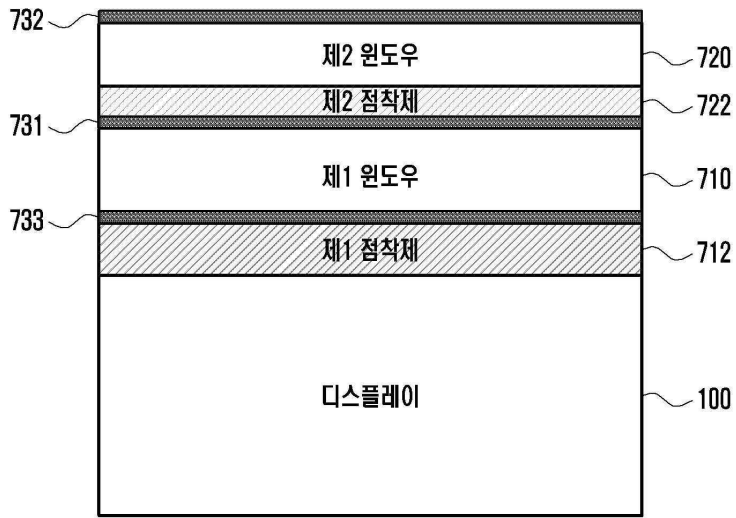 732
제2 윈도우 720
제2 점착제 722
731
제1 윈도우 710
733
제1 점착제 712
디스플레이 100